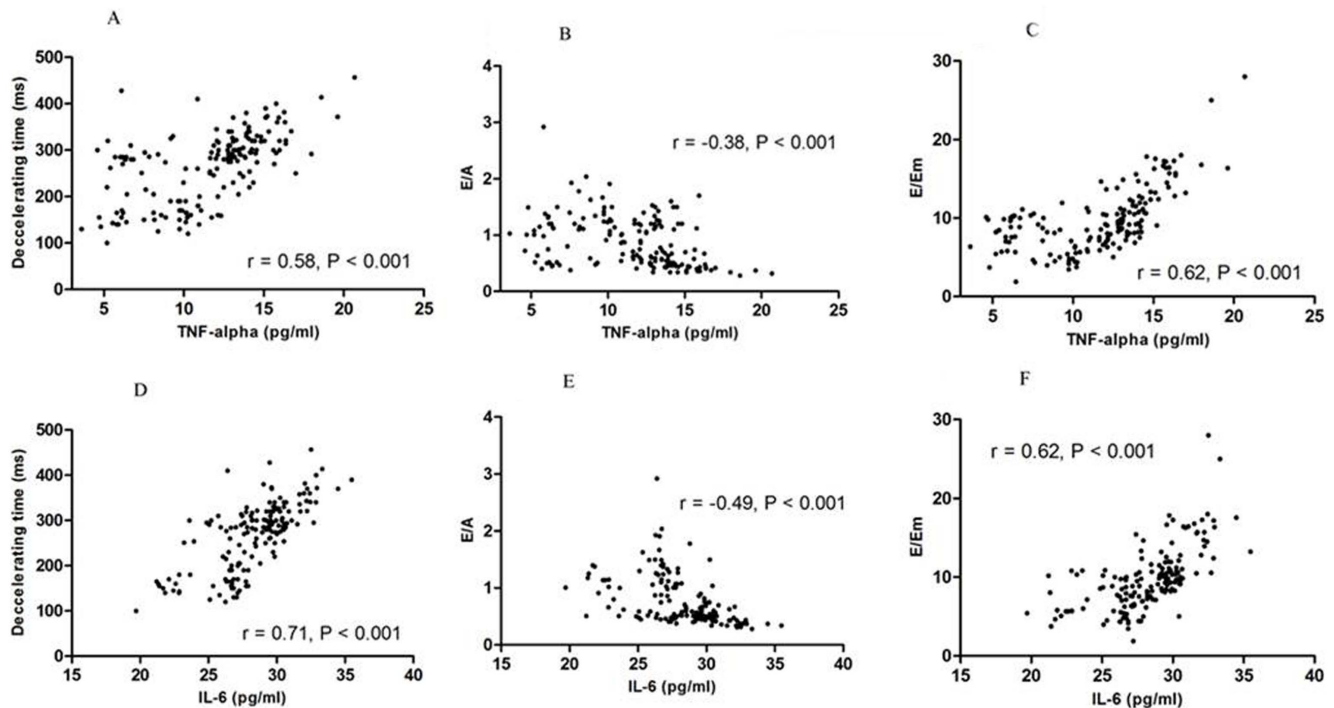 A
Deccelerating time (ms)
500
400
300
200
100
0
r = 0.58, P < 0.001
5
10
15
20
25
TNF-alpha (pg/ml)
B
E/A
4
3
2
1
0
r = -0.38, P < 0.001
5
10
15
20
25
TNF-alpha (pg/ml)
C
E/Em
30
20
10
0
r = 0.62, P < 0.001
5
10
15
20
25
TNF-alpha (pg/ml)
D
Deccelerating time (ms)
500
400
300
200
100
0
r = 0.71, P < 0.001
15
20
25
30
35
40
IL-6 (pg/ml)
E
E/A
4
3
2
1
0
r = -0.49, P < 0.001
15
20
25
30
35
40
IL-6 (pg/ml)
F
E/Em
30
20
10
0
r = 0.62, P < 0.001
15
20
25
30
35
40
IL-6 (pg/ml)